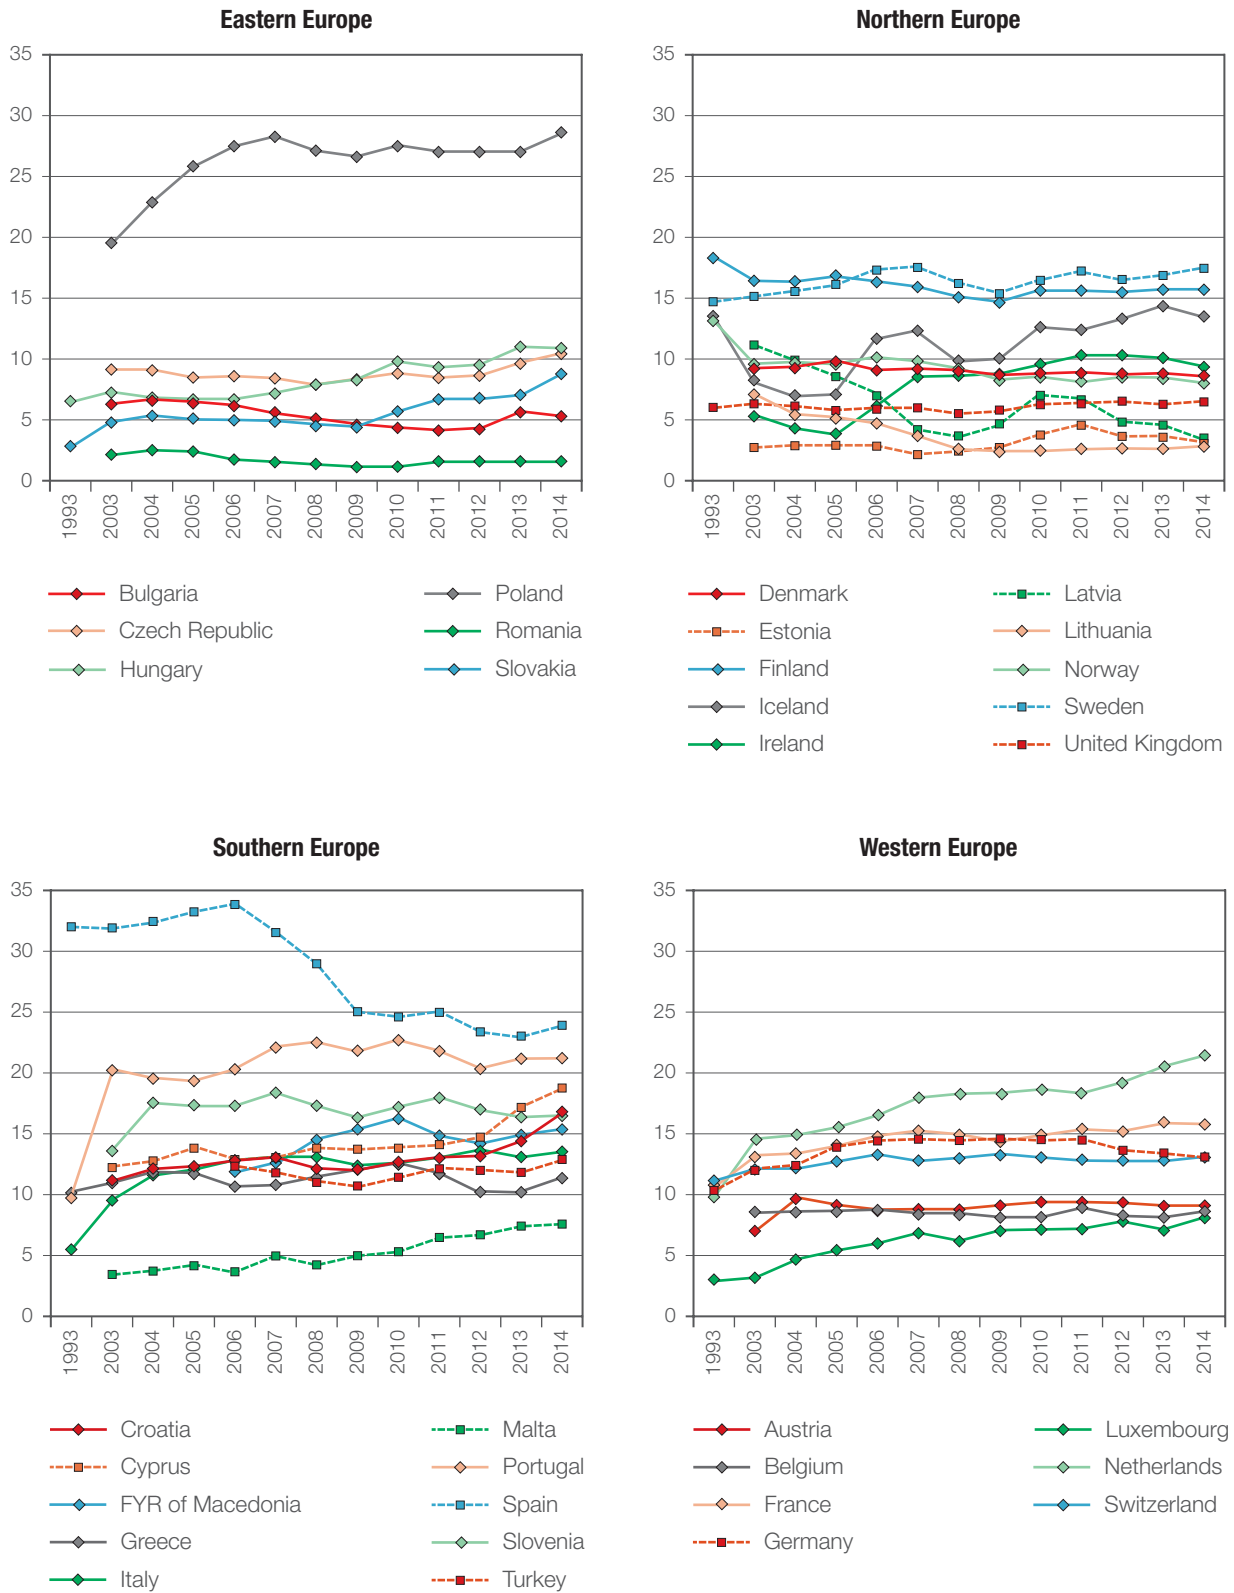 Eastern Europe
35
30
25
20
15
10
5
0
1993 2003 2004 2005 2006 2007 2008 2009 2010 2011 2012 2013 2014
Bulgaria Poland
Czech Republic Romania
Hungary Slovakia
Northern Europe
35
30
25
20
15
10
5
0
1993 2003 2004 2005 2006 2007 2008 2009 2010 2011 2012 2013 2014
Denmark Latvia
Estonia Lithuania
Finland Norway
Iceland Sweden
Ireland United Kingdom
Southern Europe
35
30
25
20
15
10
5
0
1993 2003 2004 2005 2006 2007 2008 2009 2010 2011 2012 2013 2014
Croatia Malta
Cyprus Portugal
FYR of Macedonia Spain
Greece Slovenia
Italy Turkey
Western Europe
35
30
25
20
15
10
5
0
1993 2003 2004 2005 2006 2007 2008 2009 2010 2011 2012 2013 2014
Austria Luxembourg
Belgium Netherlands
France Switzerland
Germany